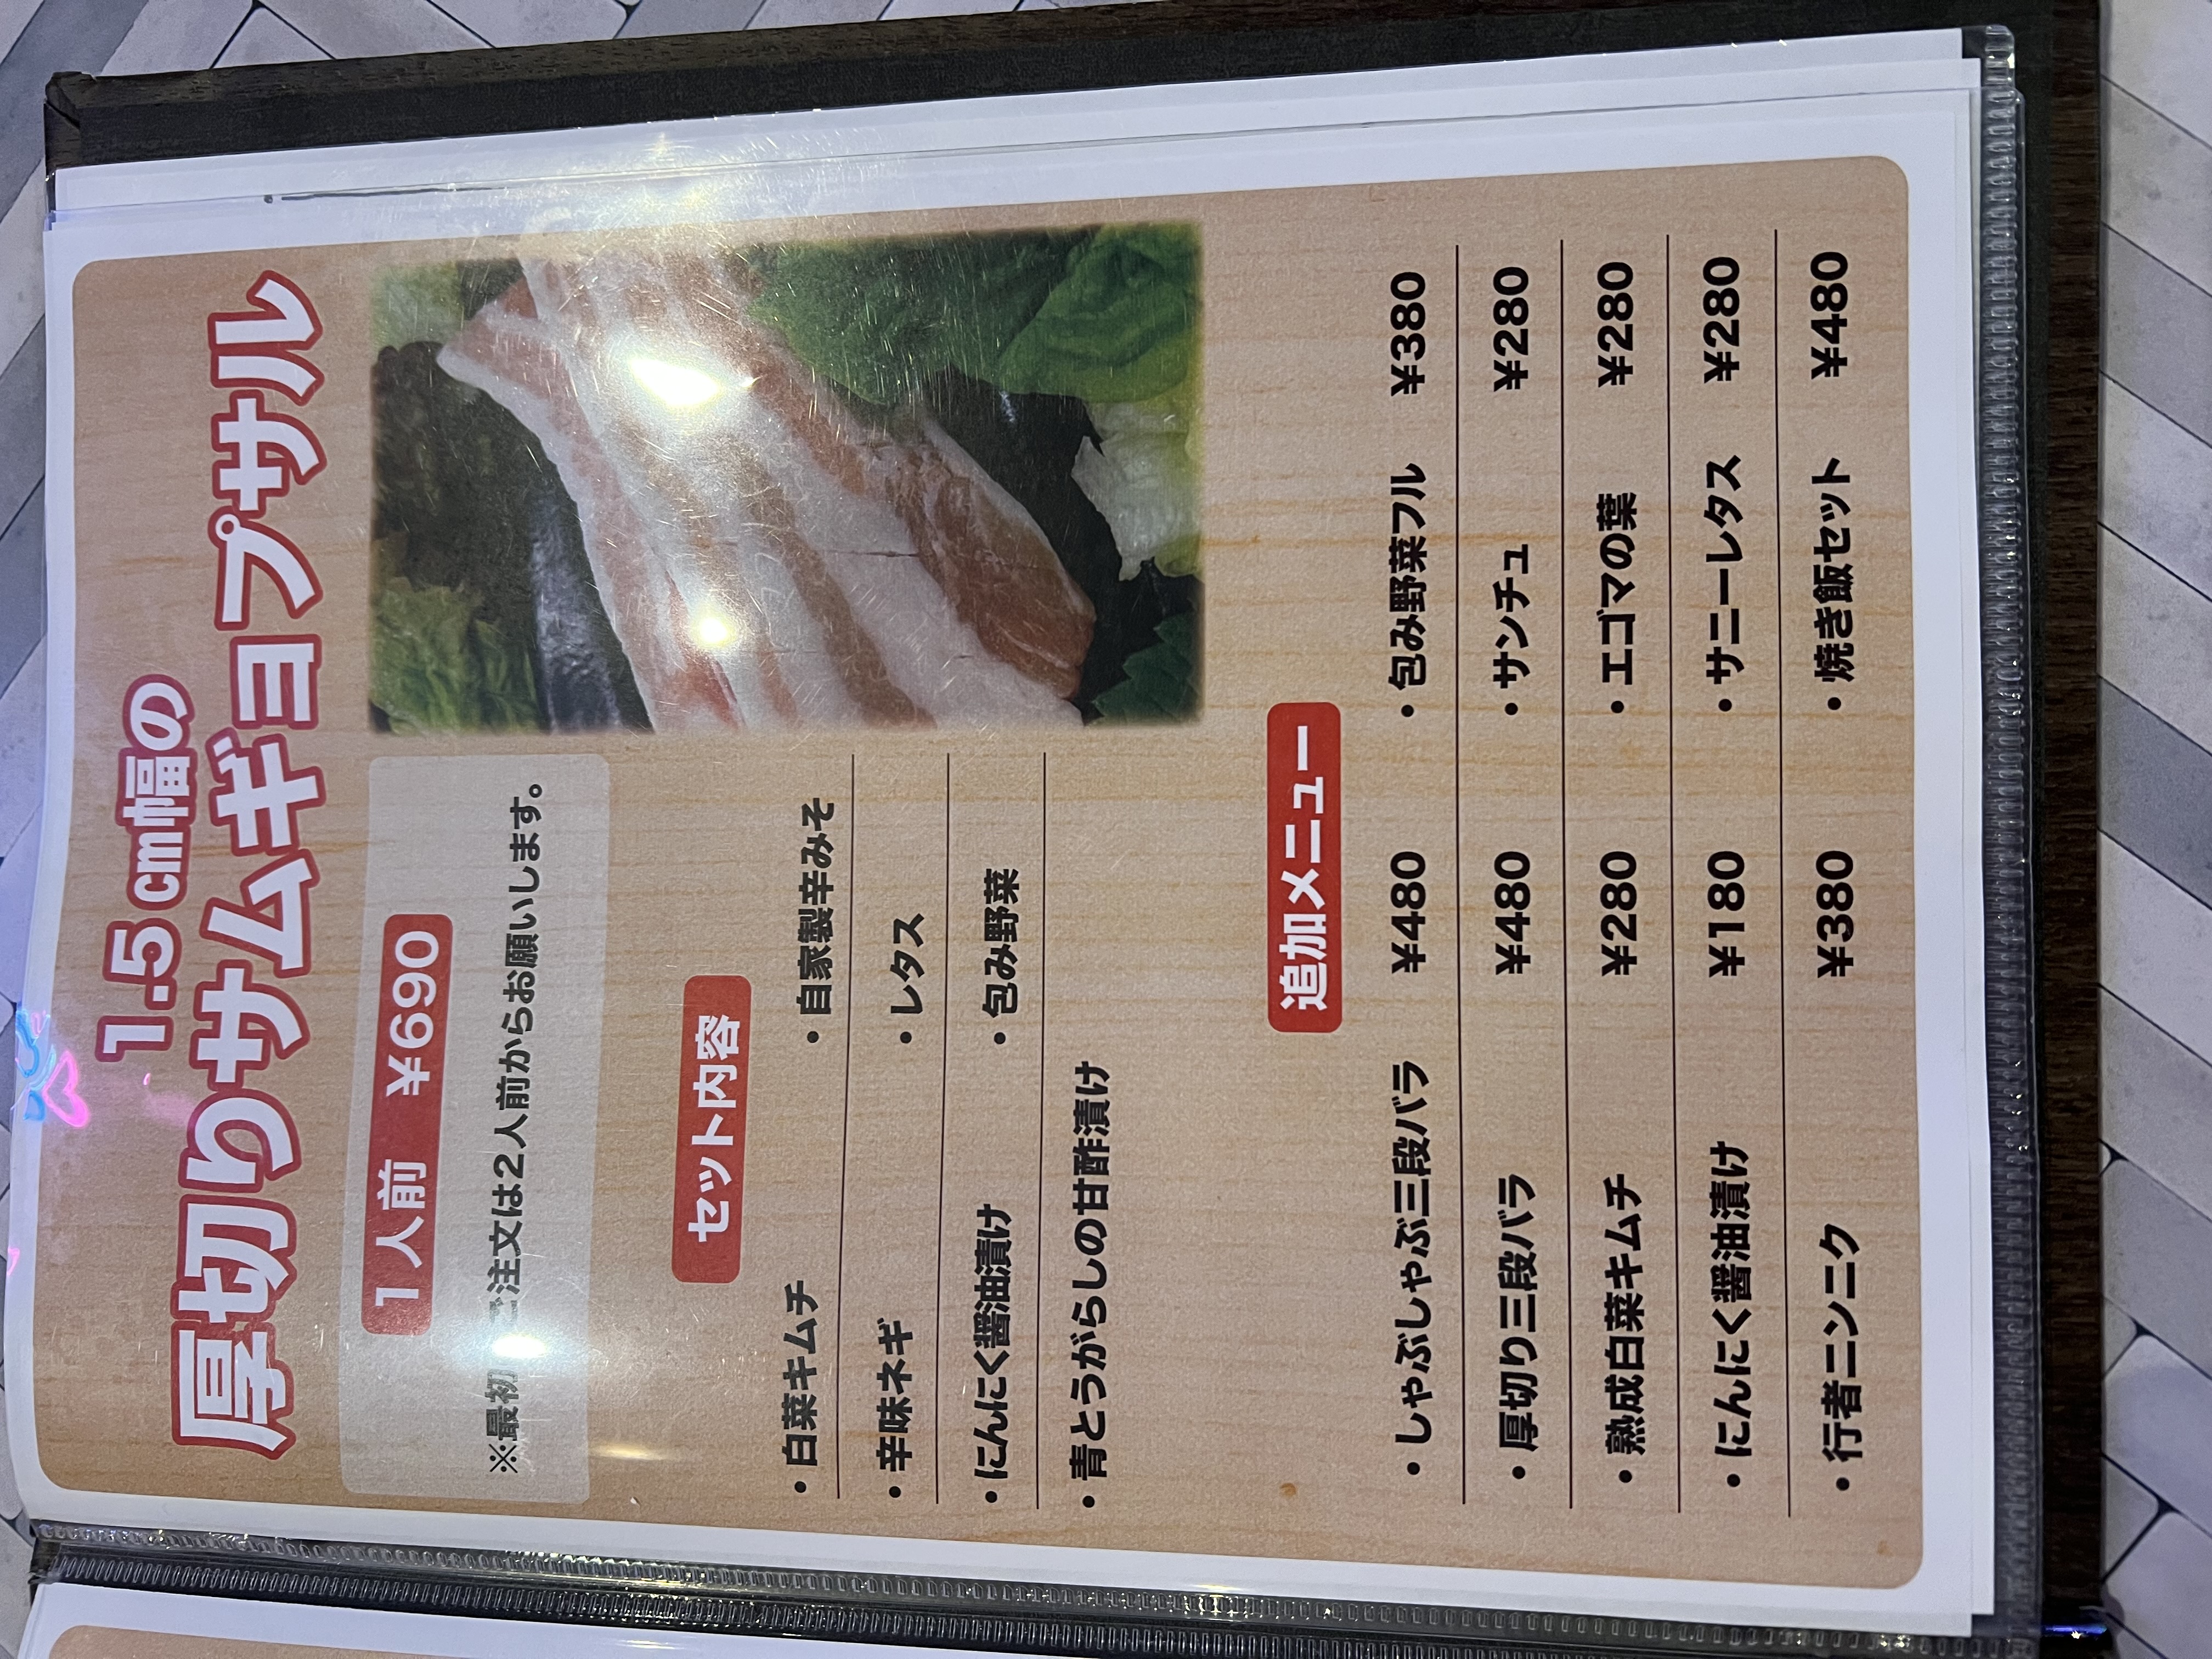 1.5cm幅の
厚切りサムギョプサル
1人前 ¥690
※最初 ご注文は2人前からお願いします。
セット内容
・白菜キムチ ・自家製辛みそ
・辛味ネギ ・レタス
・にんにく醤油漬け ・包み野菜
・青とうがらしの甘酢漬け
追加メニュー
・しゃぶしゃぶ三段バラ ¥480 ・包み野菜フル ¥380
・厚切り三段バラ ¥480 ・サンチュ ¥280
・熟成白菜キムチ ¥280 ・エゴマの葉 ¥280
・にんにく醤油漬け ¥180 ・サニーレタス ¥280
・行者ニンニク ¥380 ・焼き飯セット ¥480